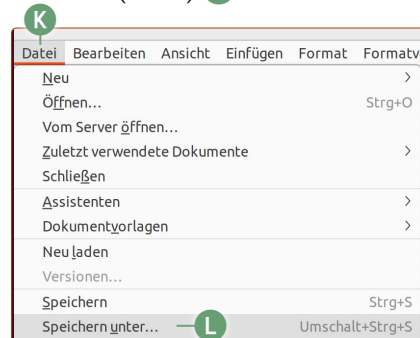 K
Datei Bearbeiten Ansicht Einfügen Format Formatv
Neu >
Öffnen... Strg+O
Vom Server öffnen...
Zuletzt verwendete Dokumente >
Schließen
Assistenten >
Dokumentvorlagen >
Neu laden
Versionen...
Speichern Strg+S
Speichern unter... L Umschalt+Strg+S